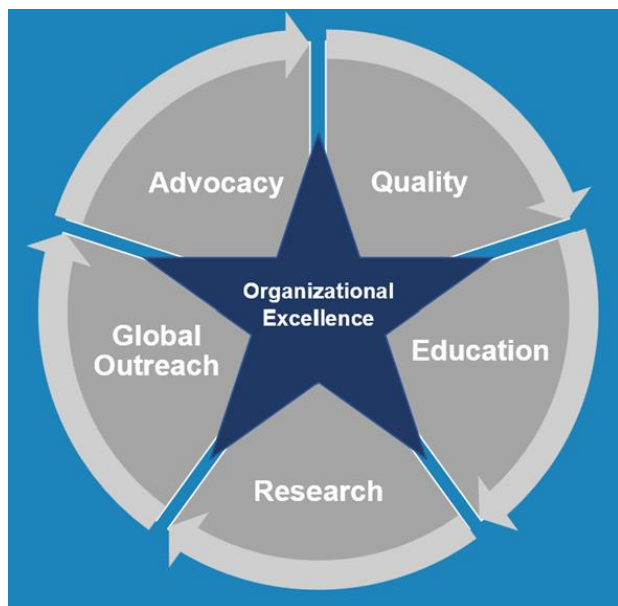 Advocacy
Quality
Organizational
Excellence
Global
Outreach
Education
Research